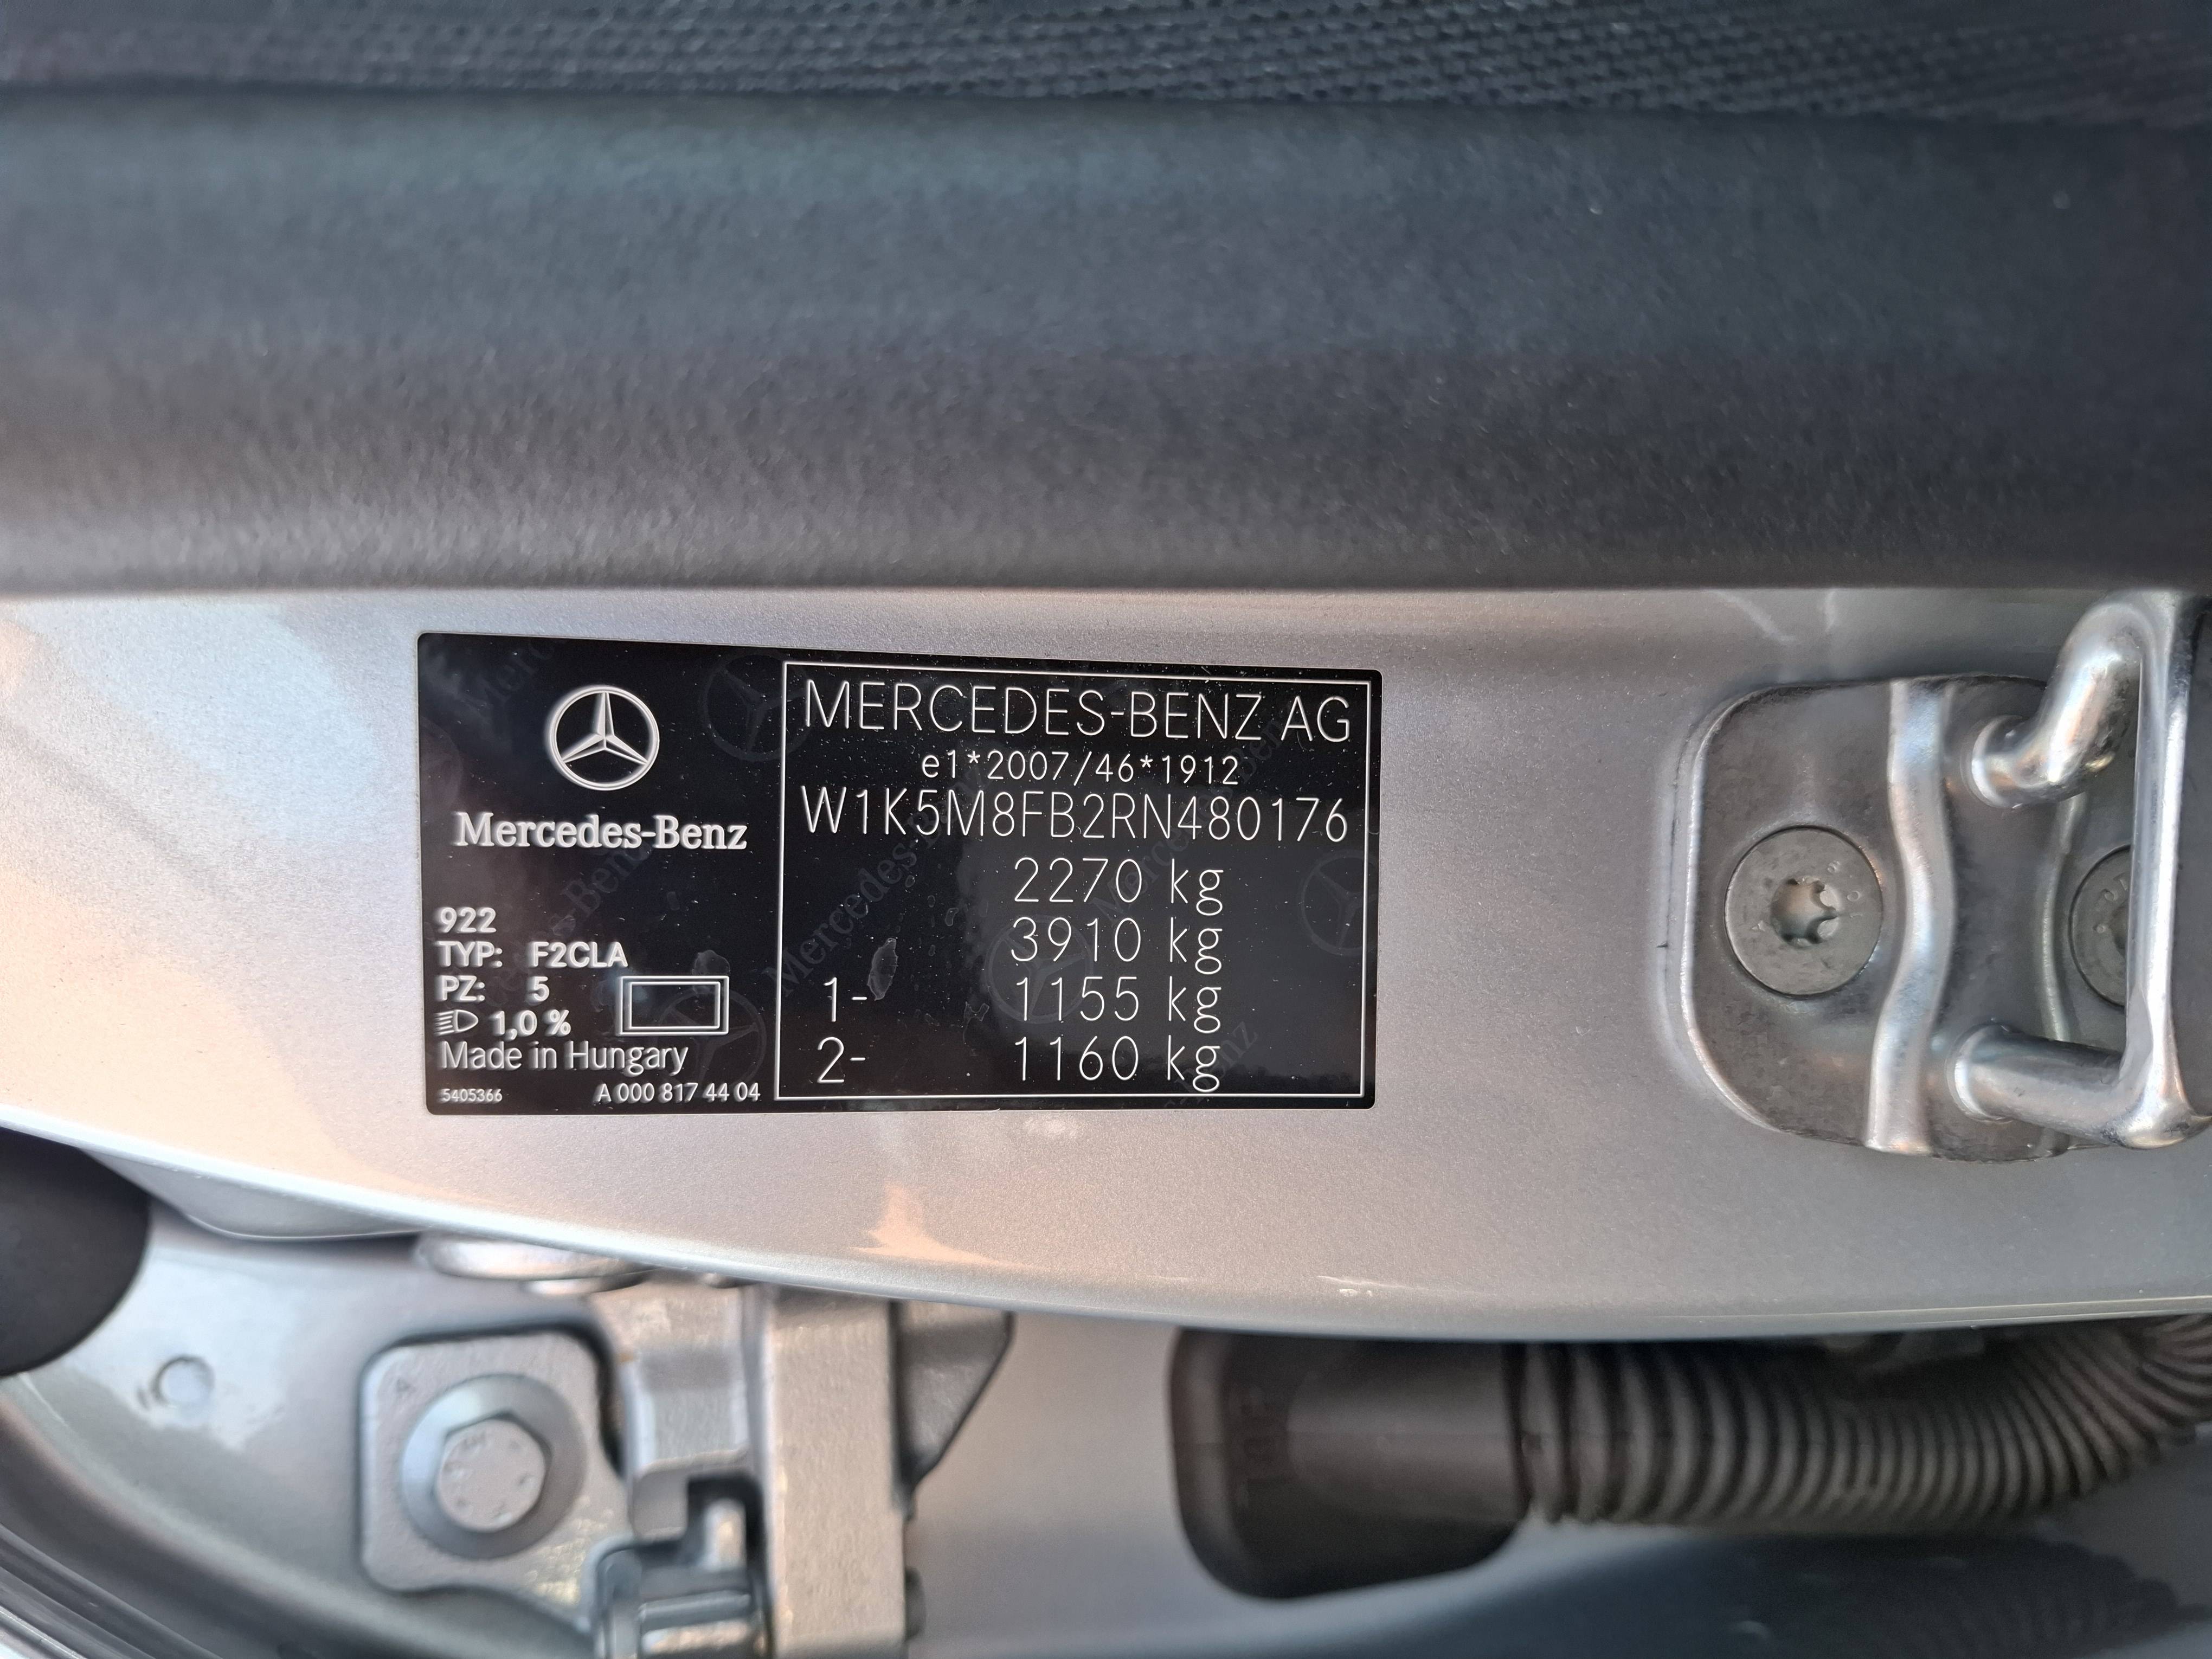 Mercedes-Benz
922
TYP: F2CLA
PZ: 5
1,0 %
Made in Hungary
5405366 A 000 817 44 04
MERCEDES-BENZ AG
e1*2007/46*1912
W1K5M8FB2RN480176
2270 kg
3910 kg
1- 1155 kg
2- 1160 kg